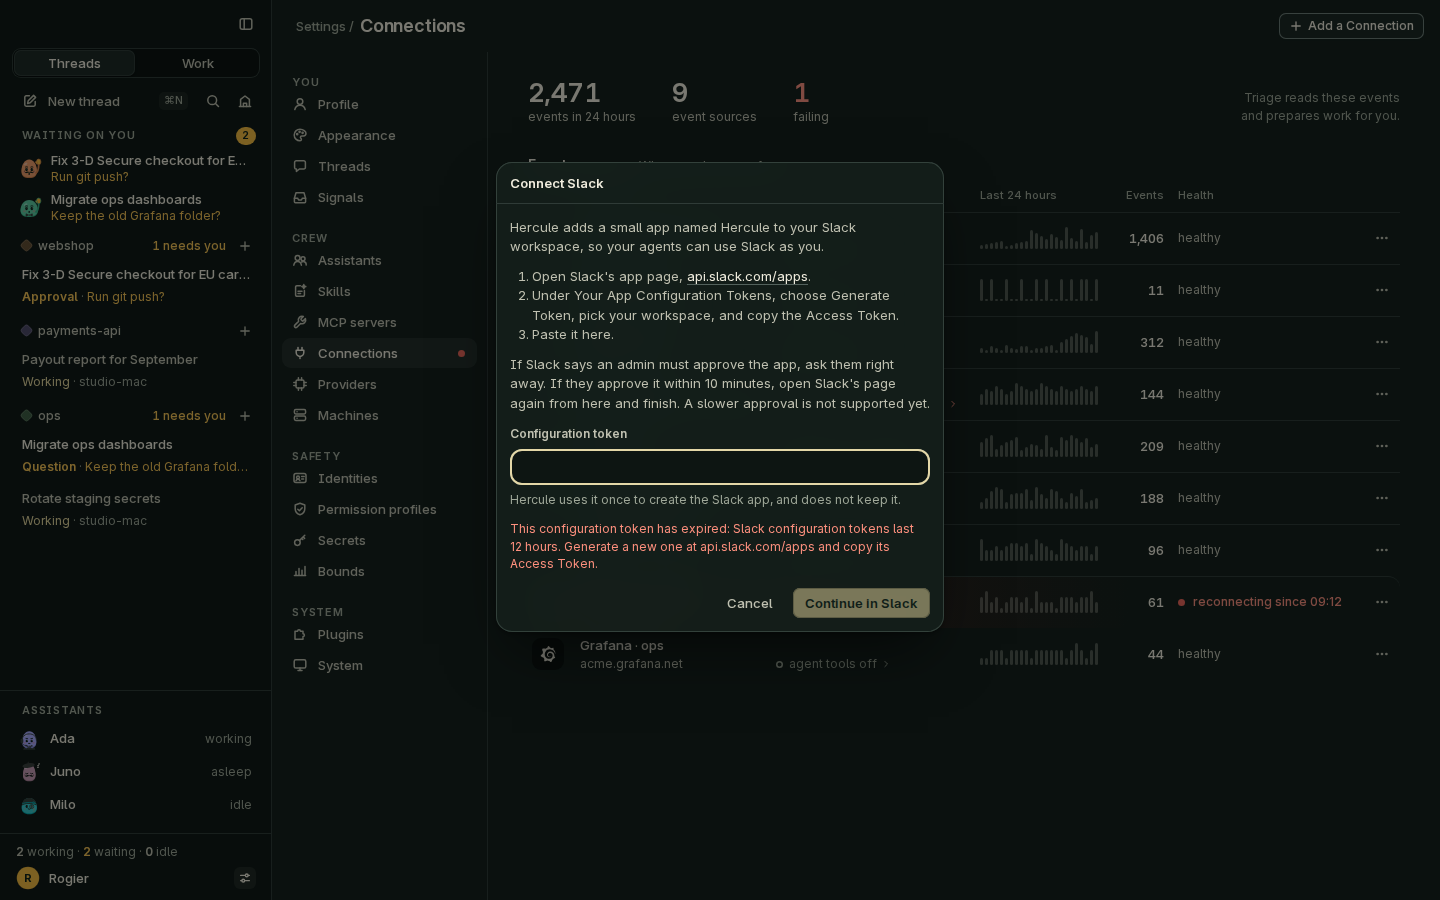 Settings / Connections
Add a Connection
Threads
Work
New thread
⌘N
WAITING ON YOU
2
Fix 3-D Secure checkout for E...
Run git push?
Migrate ops dashboards
Keep the old Grafana folder?
webshop
1 needs you
Fix 3-D Secure checkout for EU car...
Approval · Run git push?
payments-api
Payout report for September
Working · studio-mac
ops
1 needs you
Migrate ops dashboards
Question · Keep the old Grafana fold...
Rotate staging secrets
Working · studio-mac
ASSISTANTS
Ada
working
Juno
asleep
Milo
idle
2 working · 2 waiting · 0 idle
R
Rogier
YOU
Profile
Appearance
Threads
Signals
CREW
Assistants
Skills
MCP servers
Connections
Providers
Machines
SAFETY
Identities
Permission profiles
Secrets
Bounds
SYSTEM
Plugins
System
2,471
events in 24 hours
9
event sources
1
failing
Triage reads these events
and prepares work for you.
Last 24 hours
Events
Health
1,406
healthy
11
healthy
312
healthy
144
healthy
209
healthy
188
healthy
96
healthy
61
reconnecting since 09:12
Grafana · ops
acme.grafana.net
agent tools off
44
healthy
Connect Slack
Hercule adds a small app named Hercule to your Slack
workspace, so your agents can use Slack as you.
1. Open Slack's app page, api.slack.com/apps.
2. Under Your App Configuration Tokens, choose Generate
Token, pick your workspace, and copy the Access Token.
3. Paste it here.
If Slack says an admin must approve the app, ask them right
away. If they approve it within 10 minutes, open Slack's page
again from here and finish. A slower approval is not supported yet.
Configuration token
Hercule uses it once to create the Slack app, and does not keep it.
This configuration token has expired: Slack configuration tokens last
12 hours. Generate a new one at api.slack.com/apps and copy its
Access Token.
Cancel
Continue in Slack